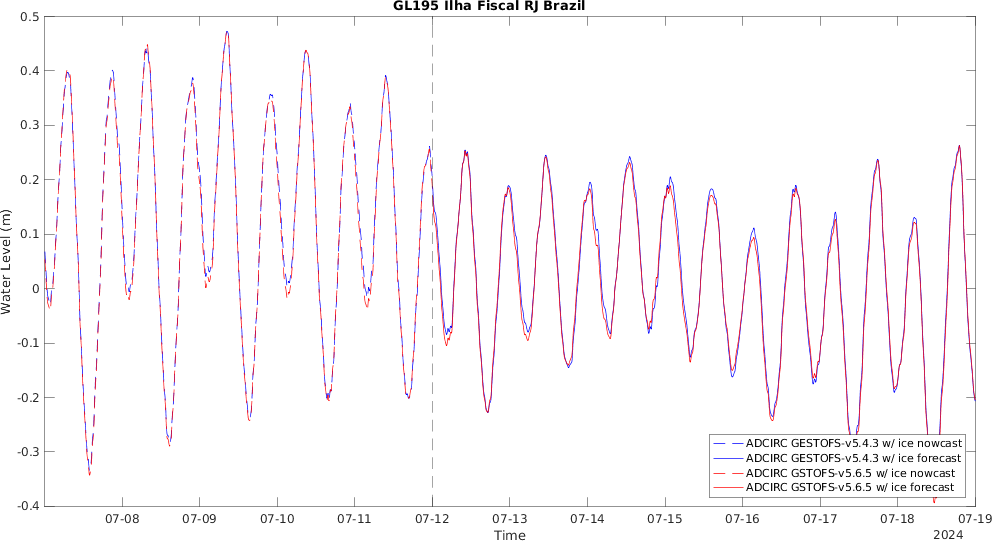 GL195 Ilha Fiscal RJ Brazil
0.5
0.4
0.3
0.2
0.1
0
-0.1
-0.2
-0.3
-0.4
Water Level (m)
ADCIRC GESTOFS-v5.4.3 w/ ice nowcast
ADCIRC GESTOFS-v5.4.3 w/ ice forecast
ADCIRC GSTOFS-v5.6.5 w/ ice nowcast
ADCIRC GSTOFS-v5.6.5 w/ ice forecast
07-08 07-09 07-10 07-11 07-12 07-13 07-14 07-15 07-16 07-17 07-18 07-19
Time
2024